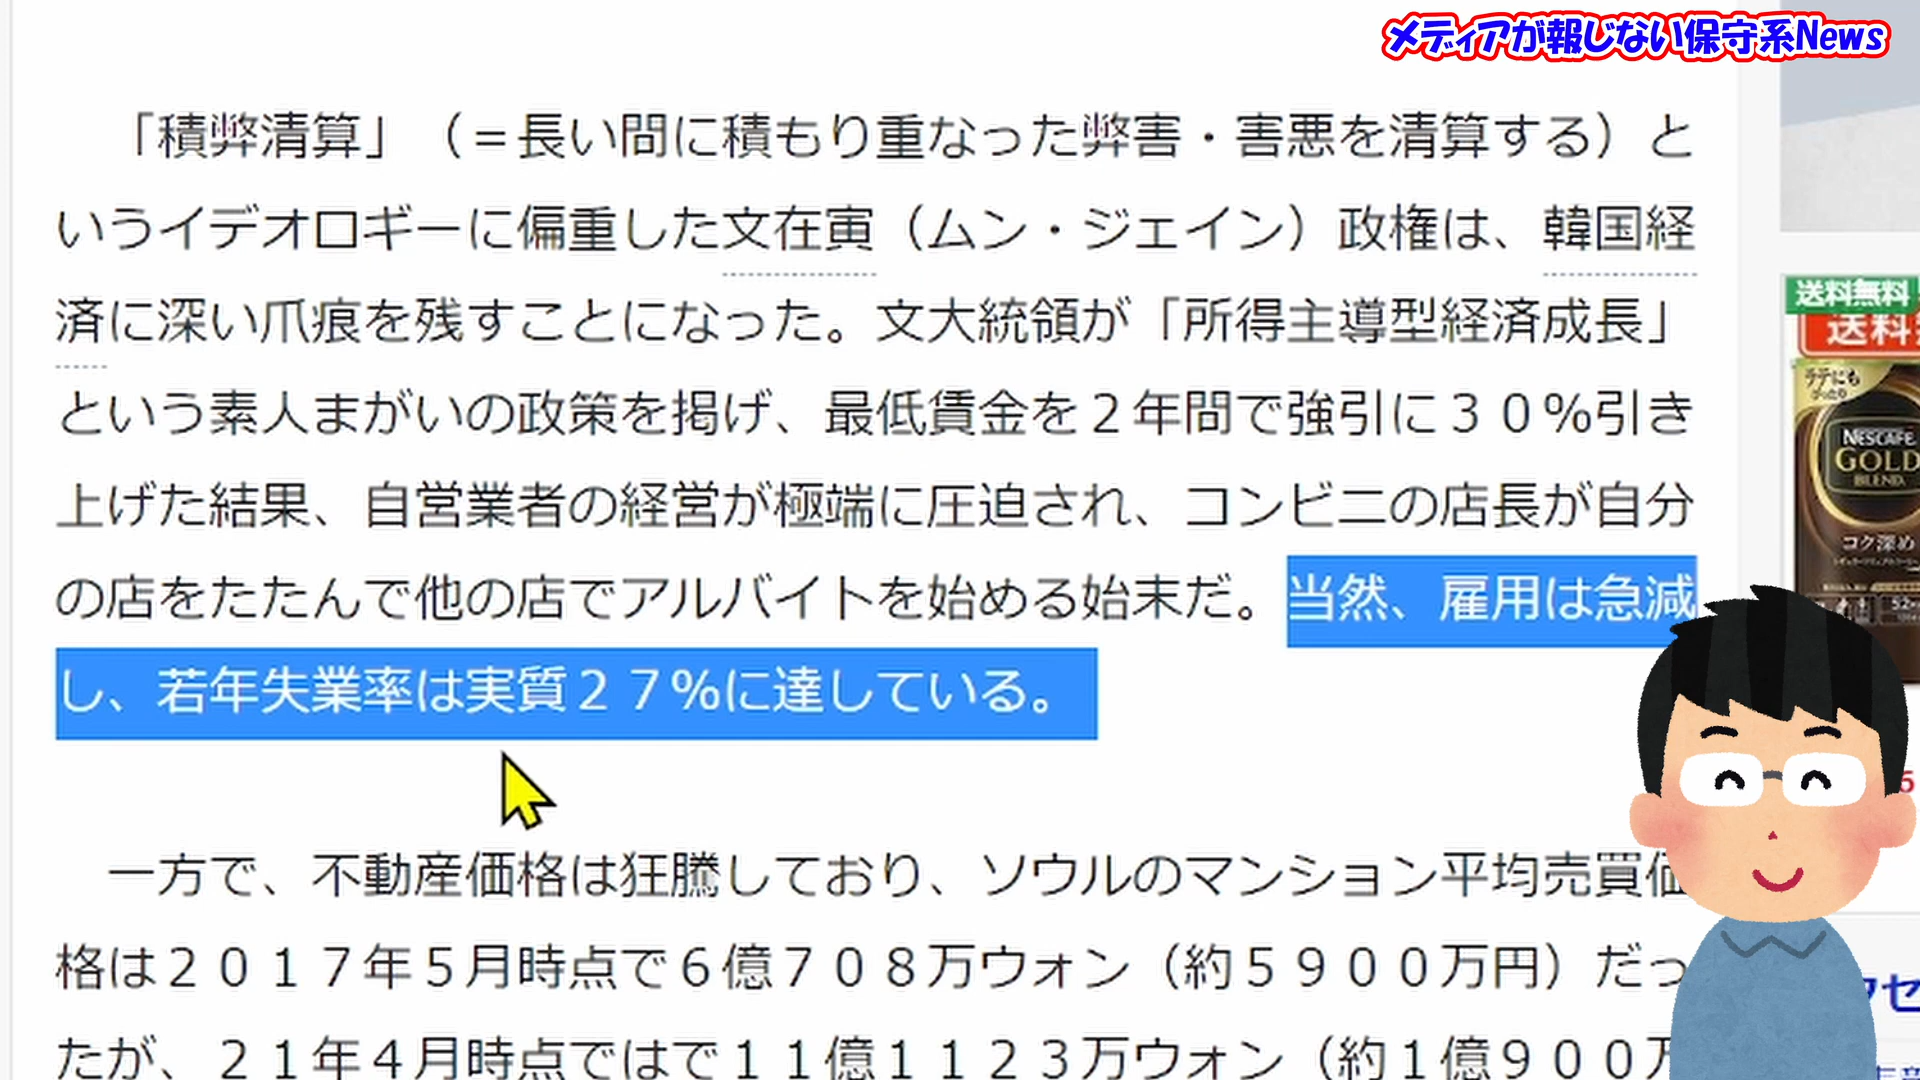 メディアが報じない保守系News
「積弊清算」（＝長い間に積もり重なった弊害・害悪を清算する）と
いうイデオロギーに偏重した文在寅（ムン・ジェイン）政権は、韓国経
済に深い爪痕を残すことになった。文大統領が「所得主導型経済成長」
という素人まがいの政策を掲げ、最低賃金を２年間で強引に３０％引き
上げた結果、自営業者の経営が極端に圧迫され、コンビニの店長が自分
の店をたたんで他の店でアルバイトを始める始末だ。当然、雇用は急減
し、若年失業率は実質２７％に達している。
一方で、不動産価格は狂騰しており、ソウルのマンション平均売買価
格は２０１７年５月時点で６億７０８万ウォン（約５９００万円）だっ
たが、２１年４月時点ではで１１億１１２３万ウォン（約１億９００万
送料無料
送料
ラテにも
ぴったり
NESCAFE
GOLD
BLEND
コク深め
クセ